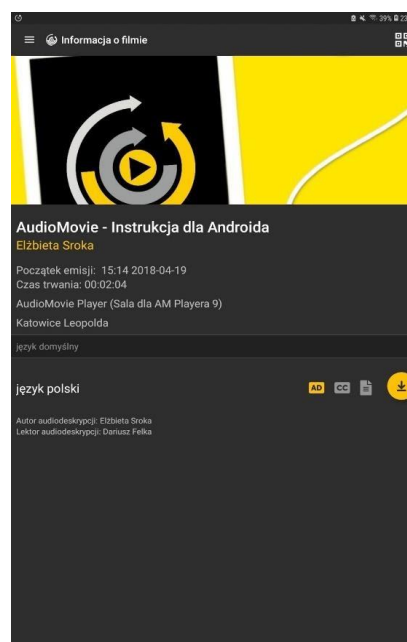 39% 23
Informacja o filmie
AudioMovie - Instrukcja dla Androida
Elżbieta Sroka
Początek emisji: 15:14 2018-04-19
Czas trwania: 00:02:04
AudioMovie Player (Sala dla AM Playera 9)
Katowice Leopolda
język domyślny
język polski AD CC
Autor audiodeskrypcji: Elżbieta Sroka
Lektor audiodeskrypcji: Dariusz Felka